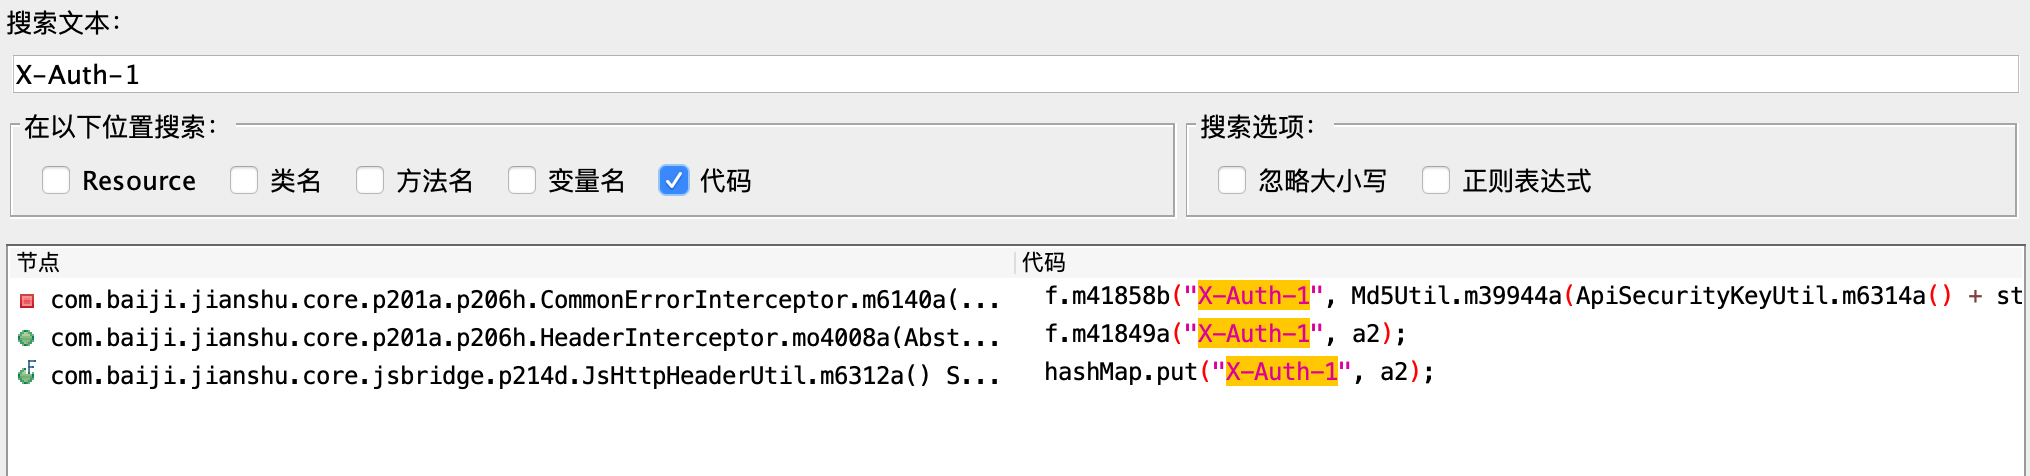 搜索文本：
X-Auth-1
在以下位置搜索： 搜索选项：
Resource 类名 方法名 变量名 代码 忽略大小写 正则表达式
节点 代码
com.baiji.jianshu.core.p201a.p206h.CommonErrorInterceptor.m6140a(... f.m41858b("X-Auth-1", Md5Util.m39944a(ApiSecurityKeyUtil.m6314a() + st
com.baiji.jianshu.core.p201a.p206h.HeaderInterceptor.mo4008a(Abst... f.m41849a("X-Auth-1", a2);
com.baiji.jianshu.core.jsbridge.p214d.JsHttpHeaderUtil.m6312a() S... hashMap.put("X-Auth-1", a2);